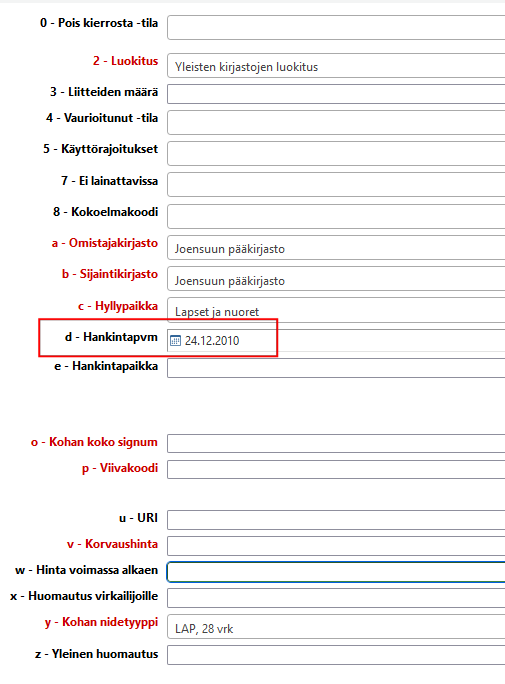 0 - Pois kierrosta -tila
2 - Luokitus Yleisten kirjastojen luokitus
3 - Liitteiden määrä
4 - Vaurioitunut -tila
5 - Käyttörajoitukset
7 - Ei lainattavissa
8 - Kokoelmakoodi
a - Omistajakirjasto Joensuun pääkirjasto
b - Sijaintikirjasto Joensuun pääkirjasto
c - Hyllypaikka Lapset ja nuoret
d - Hankintapvm 24.12.2010
e - Hankintapaikka
o - Kohan koko signum
p - Viivakoodi
u - URI
v - Korvaushinta
w - Hinta voimassa alkaen
x - Huomautus virkailijoille
y - Kohan nidetyyppi LAP, 28 vrk
z - Yleinen huomautus